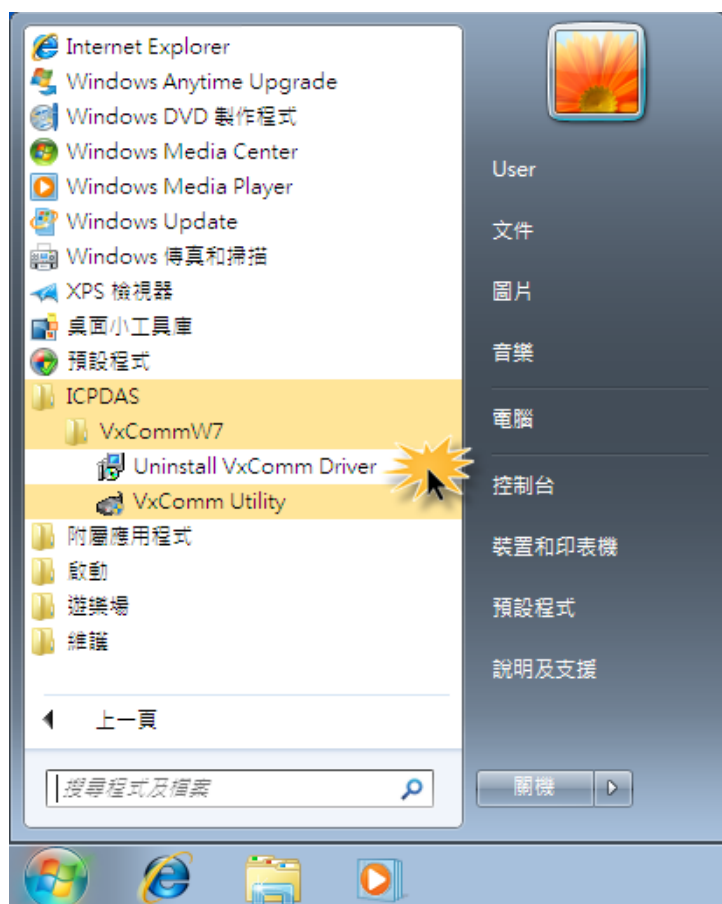 Internet Explorer
Windows Anytime Upgrade
Windows DVD 製作程式
Windows Media Center
Windows Media Player
Windows Update
Windows 傳真和掃描
XPS 檢視器
桌面小工具庫
預設程式
ICPDAS
VxCommW7
Uninstall VxComm Driver
VxComm Utility
附屬應用程式
啟動
遊樂場
維護
上一頁
搜尋程式及檔案
User
文件
圖片
音樂
電腦
控制台
裝置和印表機
預設程式
說明及支援
關機